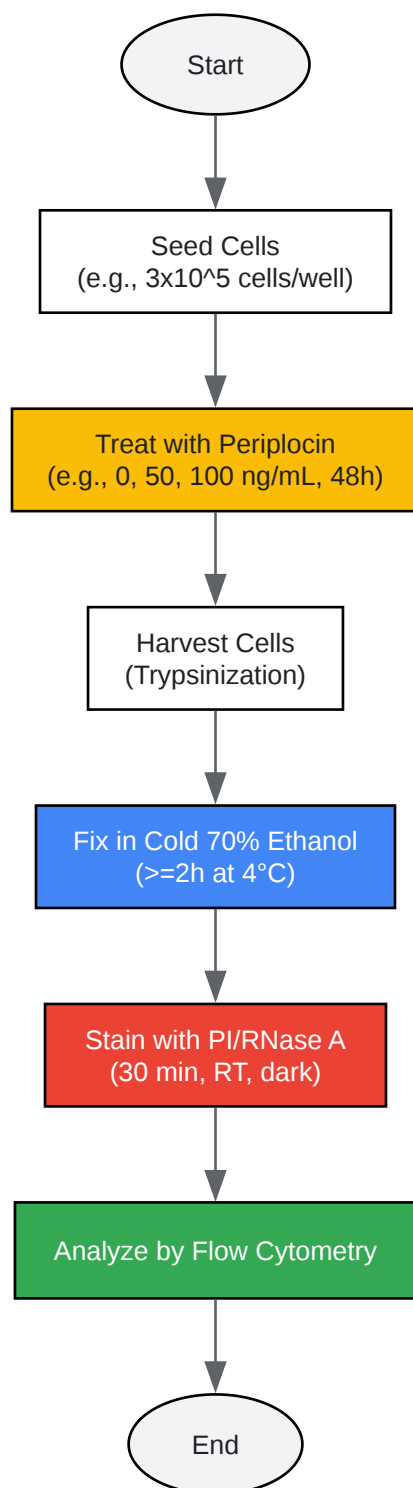 Start
Seed Cells
(e.g., 3x10^5 cells/well)
Treat with Periplocin
(e.g., 0, 50, 100 ng/mL, 48h)
Harvest Cells
(Trypsinization)
Fix in Cold 70% Ethanol
(>=2h at 4°C)
Stain with PI/RNase A
(30 min, RT, dark)
Analyze by Flow Cytometry
End